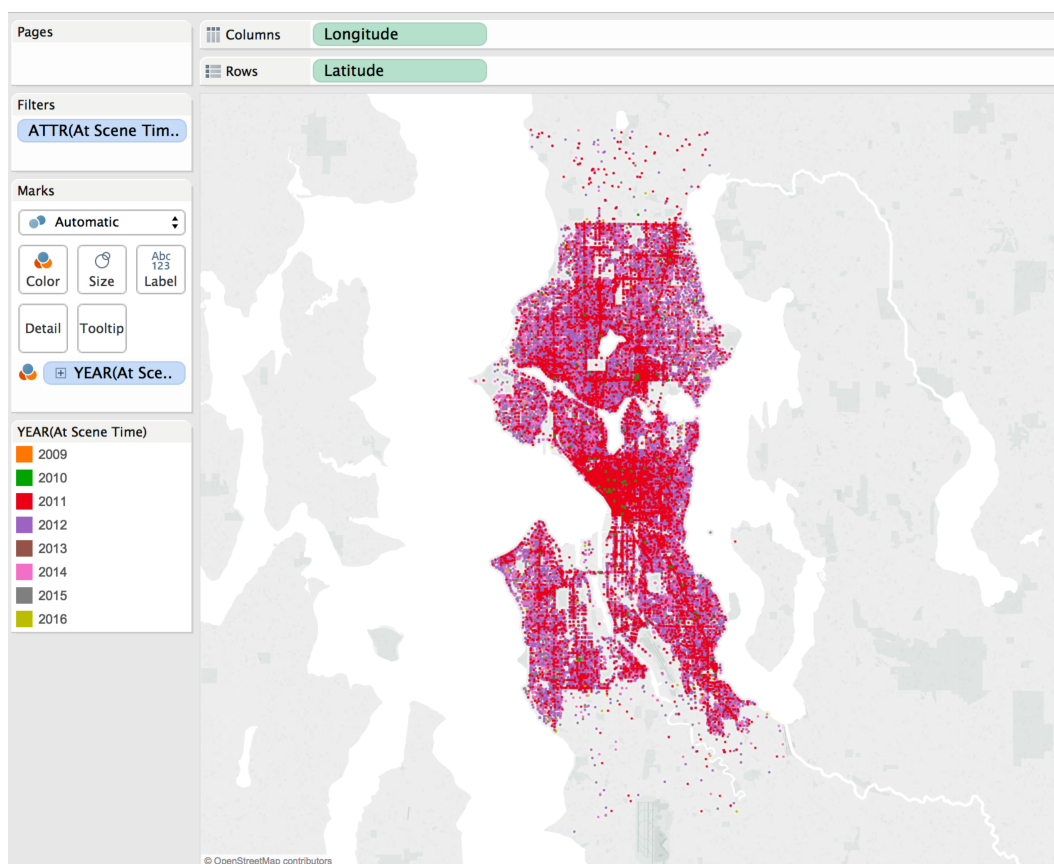 Pages
Columns
Longitude
Rows
Latitude
Filters
ATTR(At Scene Tim..
Marks
Automatic
Color
Size
Abc
123
Label
Detail
Tooltip
YEAR(At Sce..
YEAR(At Scene Time)
2009
2010
2011
2012
2013
2014
2015
2016
© OpenStreetMap contributors